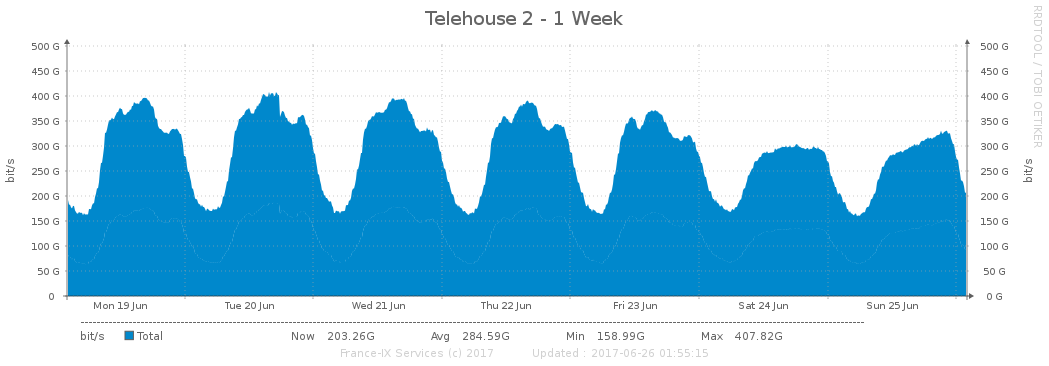 Telehouse 2 - 1 Week
RRDTOOL / TOBI OETIKER
500 G 500 G
450 G 450 G
400 G 400 G
350 G 350 G
300 G 300 G
250 G 250 G
200 G 200 G
150 G 150 G
100 G 100 G
50 G 50 G
0 0 G
bit/s bit/s
Mon 19 Jun Tue 20 Jun Wed 21 Jun Thu 22 Jun Fri 23 Jun Sat 24 Jun Sun 25 Jun
bit/s Total Now 203.26G Avg 284.59G Min 158.99G Max 407.82G
France-IX Services (c) 2017 Updated : 2017-06-26 01:55:15